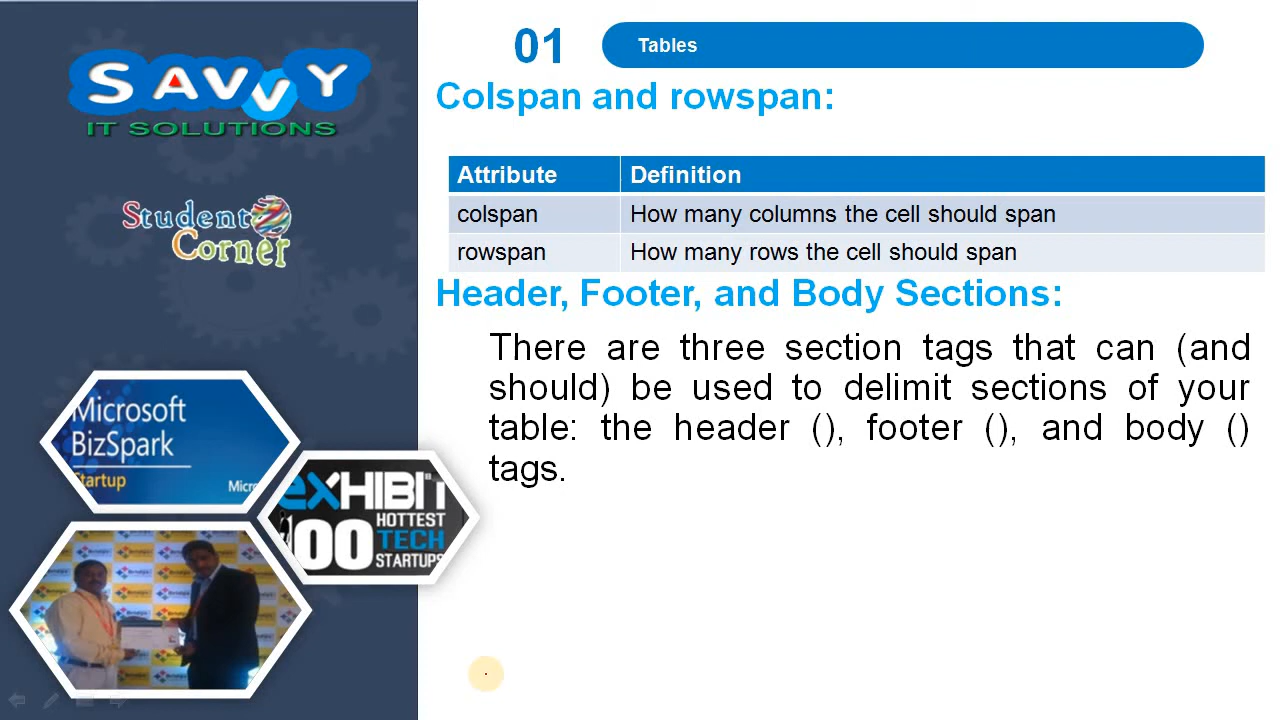 SAVVY
IT SOLUTIONS
Student
Corner
Microsoft
BizSpark
Startup
Micr
eXHIBIT
100
HOTTEST
TECH
STARTUPS
01
Tables
Colspan and rowspan:
Attribute Definition
colspan How many columns the cell should span
rowspan How many rows the cell should span
Header, Footer, and Body Sections:
There are three section tags that can (and
should) be used to delimit sections of your
table: the header (), footer (), and body ()
tags.